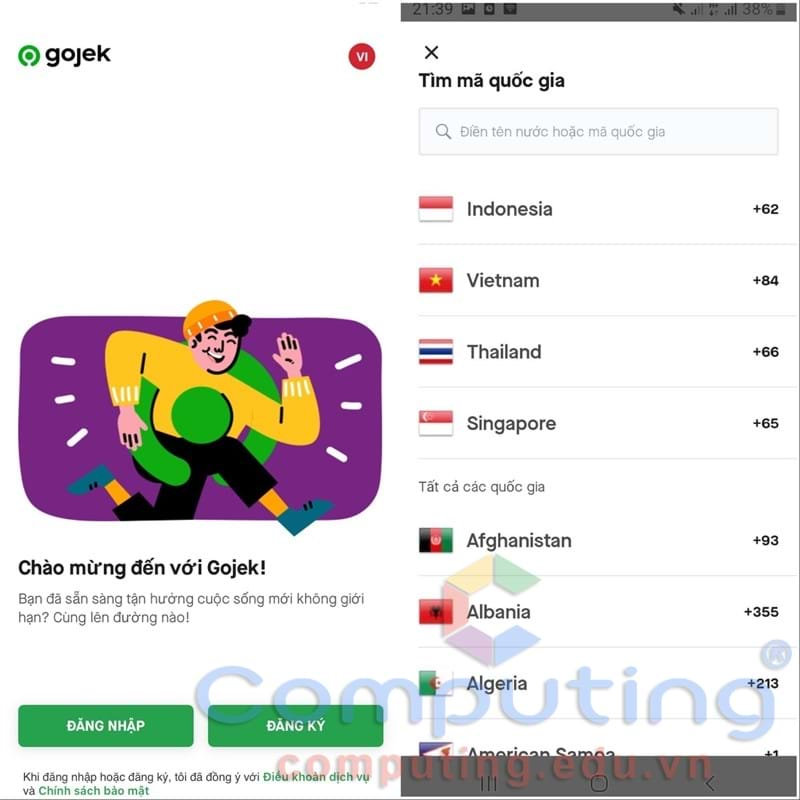 gojek
VI
Chào mừng đến với Gojek!
Bạn đã sẵn sàng tận hưởng cuộc sống mới không giới
hạn? Cùng lên đường nào!
ĐĂNG NHẬP
ĐĂNG KÝ
Khi đăng nhập hoặc đăng ký, tôi đã đồng ý với Điều khoản dịch vụ
và Chính sách bảo mật
21:39
38%
Tìm mã quốc gia
Điền tên nước hoặc mã quốc gia
Indonesia +62
Vietnam +84
Thailand +66
Singapore +65
Tất cả các quốc gia
Afghanistan +93
Albania +355
Algeria +213
American Samoa +1
Computing ®
computing.edu.vn